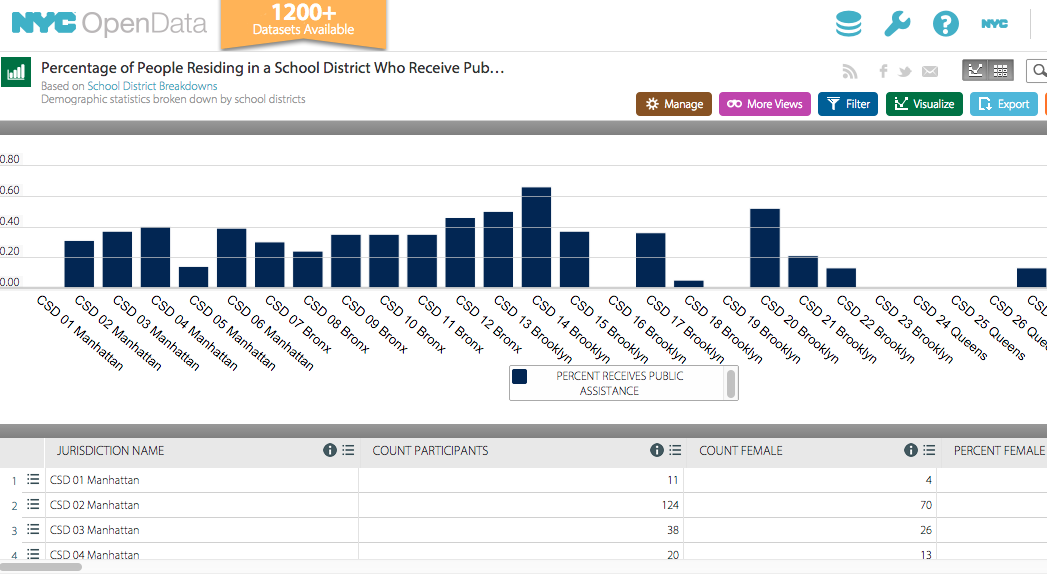 NYC OpenData
1200+
Datasets Available
NYC
Percentage of People Residing in a School District Who Receive Pub...
Based on School District Breakdowns
Demographic statistics broken down by school districts
Manage
More Views
Filter
Visualize
Export
0.80
0.60
0.40
0.20
0.00
CSD 01 Manhattan
CSD 02 Manhattan
CSD 03 Manhattan
CSD 04 Manhattan
CSD 05 Manhattan
CSD 06 Manhattan
CSD 07 Bronx
CSD 08 Bronx
CSD 09 Bronx
CSD 10 Bronx
CSD 11 Bronx
CSD 12 Bronx
CSD 13 Brooklyn
CSD 14 Brooklyn
CSD 15 Brooklyn
CSD 16 Brooklyn
CSD 17 Brooklyn
CSD 18 Brooklyn
CSD 19 Brooklyn
CSD 20 Brooklyn
CSD 21 Brooklyn
CSD 22 Brooklyn
CSD 23 Brooklyn
CSD 24 Queens
CSD 25 Queens
CSD 26 Quee
CSD
PERCENT RECEIVES PUBLIC
ASSISTANCE
JURISDICTION NAME COUNT PARTICIPANTS COUNT FEMALE PERCENT FEMALE
1 CSD 01 Manhattan 11 4
2 CSD 02 Manhattan 124 70
3 CSD 03 Manhattan 38 26
4 CSD 04 Manhattan 20 13